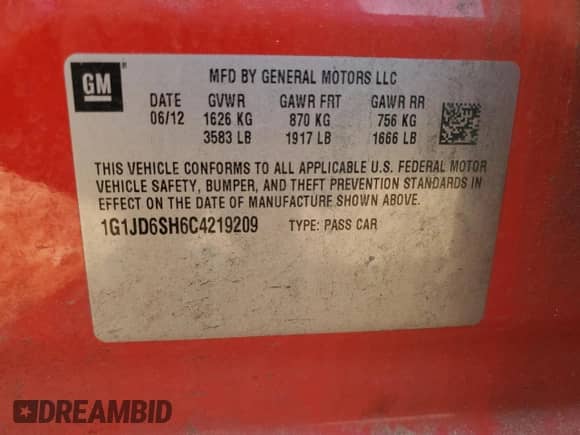 GM
MFD BY GENERAL MOTORS LLC
DATE GVWR GAWR FRT GAWR RR
06/12 1626 KG 870 KG 756 KG
3583 LB 1917 LB 1666 LB
THIS VEHICLE CONFORMS TO ALL APPLICABLE U.S. FEDERAL MOTOR
VEHICLE SAFETY, BUMPER, AND THEFT PREVENTION STANDARDS IN
EFFECT ON THE DATE OF MANUFACTURE SHOWN ABOVE.
1G1JD6SH6C4219209 TYPE: PASS CAR
DREAMBID